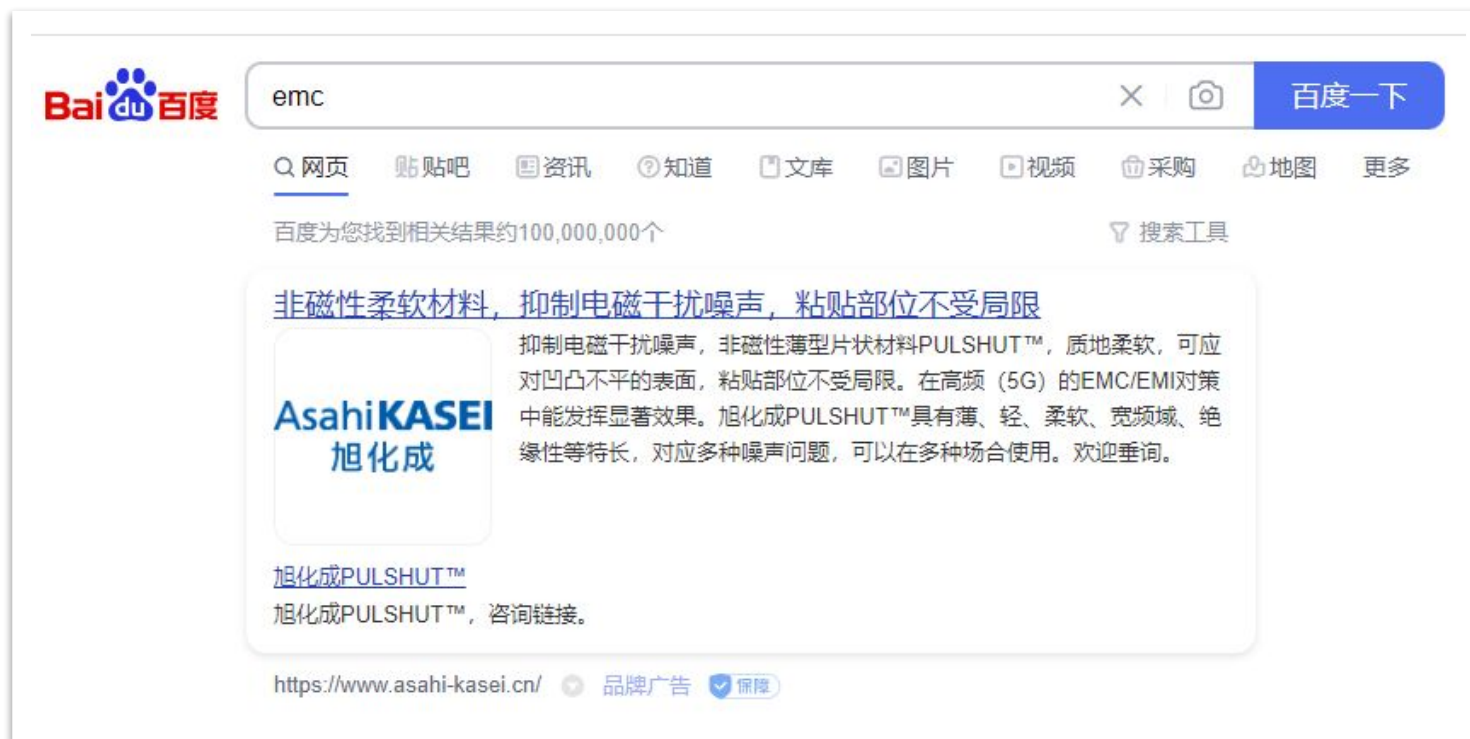 Bai du 百度
emc
百度一下
网页 贴贴吧 资讯 知道 文库 图片 视频 采购 地图 更多
百度为您找到相关结果约100,000,000个
搜索工具
非磁性柔软材料，抑制电磁干扰噪声，粘贴部位不受局限
AsahiKASEI
旭化成
抑制电磁干扰噪声，非磁性薄型片状材料PULSHUT™，质地柔软，可应
对凹凸不平的表面，粘贴部位不受局限。在高频（5G）的EMC/EMI对策
中能发挥显著效果。旭化成PULSHUT™具有薄、轻、柔软、宽频域、绝
缘性等特长，对应多种噪声问题，可以在多种场合使用。欢迎垂询。
旭化成PULSHUT™
旭化成PULSHUT™，咨询链接。
https://www.asahi-kasei.cn/ 品牌广告 保障